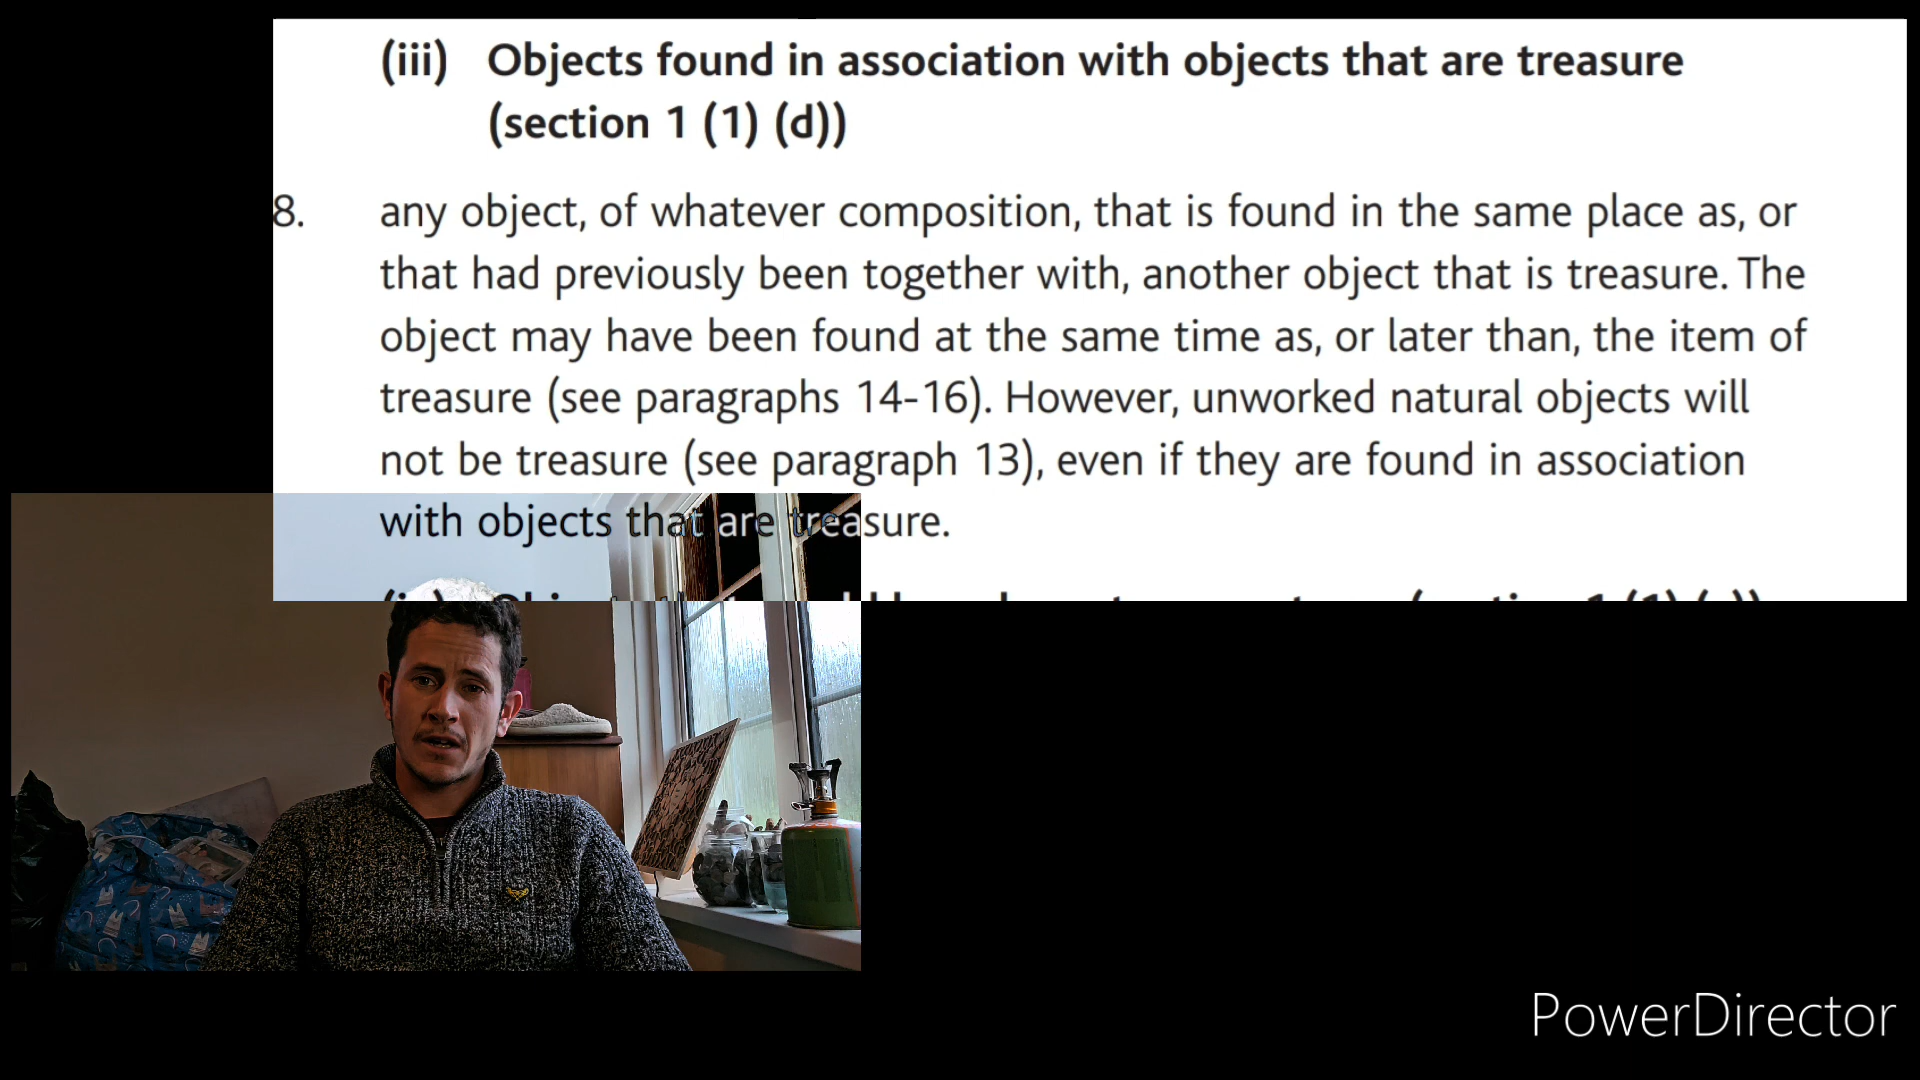 (iii) Objects found in association with objects that are treasure
(section 1 (1) (d))
8. any object, of whatever composition, that is found in the same place as, or
that had previously been together with, another object that is treasure. The
object may have been found at the same time as, or later than, the item of
treasure (see paragraphs 14-16). However, unworked natural objects will
not be treasure (see paragraph 13), even if they are found in association
with objects that are treasure.
PowerDirector